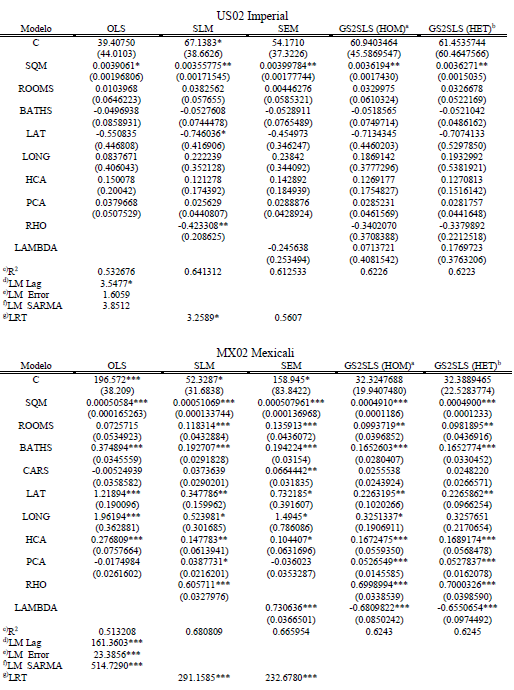 US02 Imperial
Modelo OLS SLM SEM GS2SLS (HOM)a GS2SLS (HET)b
C 39.40750 67.1383* 54.1710 60.9403464 61.4535744
(44.0103) (38.6626) (37.3226) (45.5869547) (60.4647566)
SQM 0.0039061* 0.00355775** 0.00399784** 0.0036194** 0.0036271**
(0.00196806) (0.00171545) (0.00177744) (0.0017430) (0.0015035)
ROOMS 0.0103968 0.0382562 0.00446276 0.0329975 0.0326678
(0.0646223) (0.057655) (0.0585321) (0.0610324) (0.0522169)
BATHS -0.0496938 -0.0527608 -0.0528911 -0.0518565 -0.0521042
(0.0858931) (0.0744478) (0.0765489) (0.0749714) (0.0486162)
LAT -0.550835 -0.746036* -0.454973 -0.7134345 -0.7074133
(0.446808) (0.416906) (0.346247) (0.4460203) (0.5297850)
LONG 0.0837671 0.222239 0.23842 0.1869142 0.1932992
(0.406043) (0.352128) (0.344092) (0.3777296) (0.5381921)
HCA 0.150078 0.121278 0.142892 0.1269177 0.1270813
(0.20042) (0.174392) (0.184939) (0.1754827) (0.1516142)
PCA 0.0379668 0.025629 0.0288876 0.0285231 0.0281757
(0.0507529) (0.0440807) (0.0428924) (0.0461569) (0.0441648)
RHO -0.423308** -0.3402070 -0.3379892
(0.208625) (0.3708388) (0.2212518)
LAMBDA -0.245638 0.0713721 0.1769723
(0.253494) (0.4081542) (0.3763206)
c)R2 0.532676 0.641312 0.612533 0.6226 0.6223
d)LM Lag 3.5477*
e)LM Error 1.6059
f)LM SARMA 3.8512
g)LRT 3.2589* 0.5607
MX02 Mexicali
Modelo OLS SLM SEM GS2SLS (HOM)a GS2SLS (HET)b
C 196.572*** 52.3287* 158.945* 32.3247688 32.3889465
(38.209) (31.6838) (83.8422) (19.9407480) (22.5283774)
SQM 0.000505584*** 0.00051069*** 0.000507961*** 0.0004910*** 0.0004900***
(0.000165263) (0.000133744) (0.000136968) (0.0001186) (0.0001233)
ROOMS 0.0725715 0.118314*** 0.135913*** 0.0993719** 0.0981895**
(0.0534923) (0.0432884) (0.0436072) (0.0396852) (0.0436916)
BATHS 0.374894*** 0.192707*** 0.194224*** 0.1652603*** 0.1652774***
(0.0345559) (0.0291828) (0.03154) (0.0280407) (0.0330452)
CARS -0.00524939 0.0373639 0.0664442** 0.0255538 0.0248220
(0.0358582) (0.0290201) (0.031835) (0.0243924) (0.0266571)
LAT 1.21894*** 0.347786** 0.732185* 0.2263195** 0.2265862**
(0.190096) (0.159962) (0.391607) (0.1020266) (0.0966254)
LONG 1.96194*** 0.523981* 1.4945* 0.3251337* 0.3257651
(0.362881) (0.301685) (0.786086) (0.1906911) (0.2170654)
HCA 0.276809*** 0.147783** 0.104407* 0.1672475*** 0.1689174***
(0.0757664) (0.0613941) (0.0631696) (0.0559350) (0.0568478)
PCA -0.0174984 0.0387731* -0.036023 0.0526549*** 0.0527837***
(0.0261602) (0.0216201) (0.0353287) (0.0145585) (0.0162078)
RHO 0.605711*** 0.6998994*** 0.7000326***
(0.0327976) (0.0338539) (0.0398590)
LAMBDA 0.730636*** -0.6809822*** -0.6550654***
(0.0366501) (0.0850242) (0.0974492)
c)R2 0.513208 0.680809 0.665954 0.6243 0.6245
d)LM Lag 161.3603***
e)LM Error 23.3856***
f)LM SARMA 514.7290***
g)LRT 291.1585*** 232.6780***